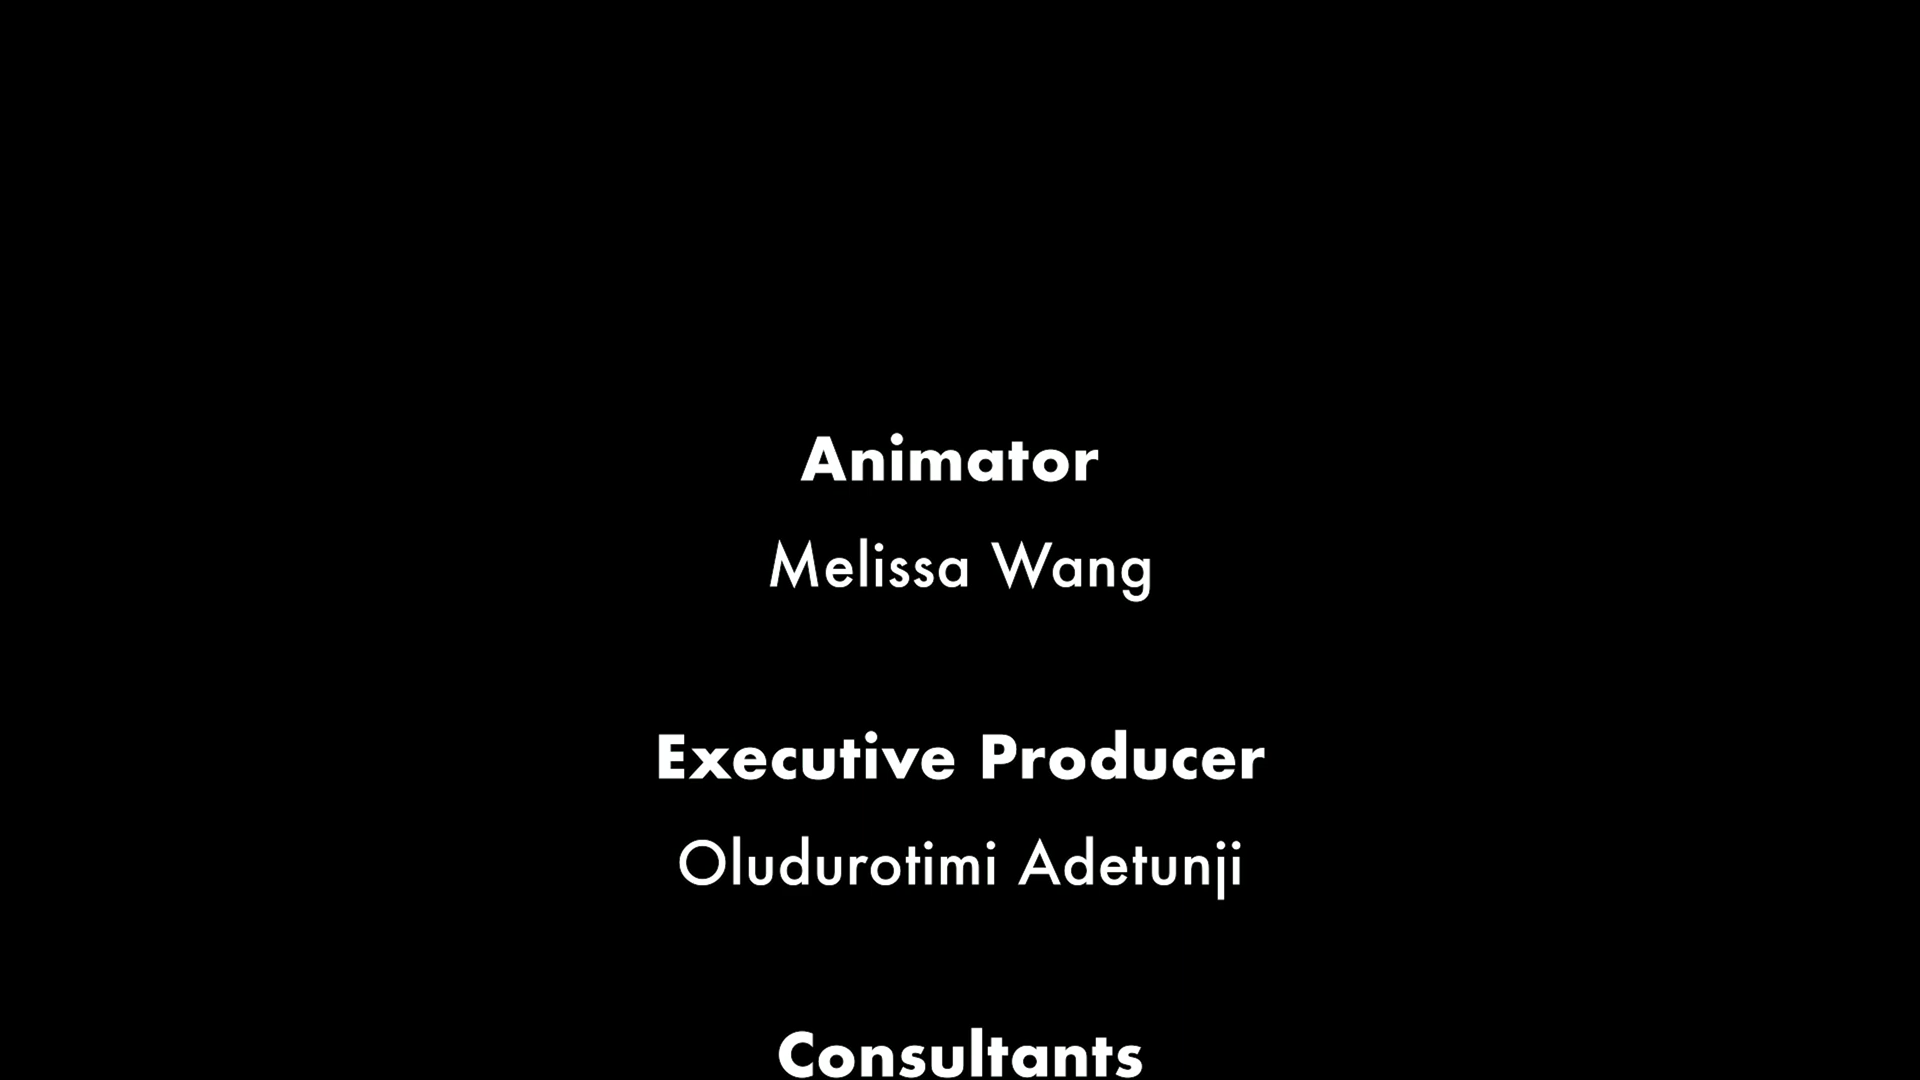 Animator
Melissa Wang
Executive Producer
Oludurotimi Adetunji
Consultants